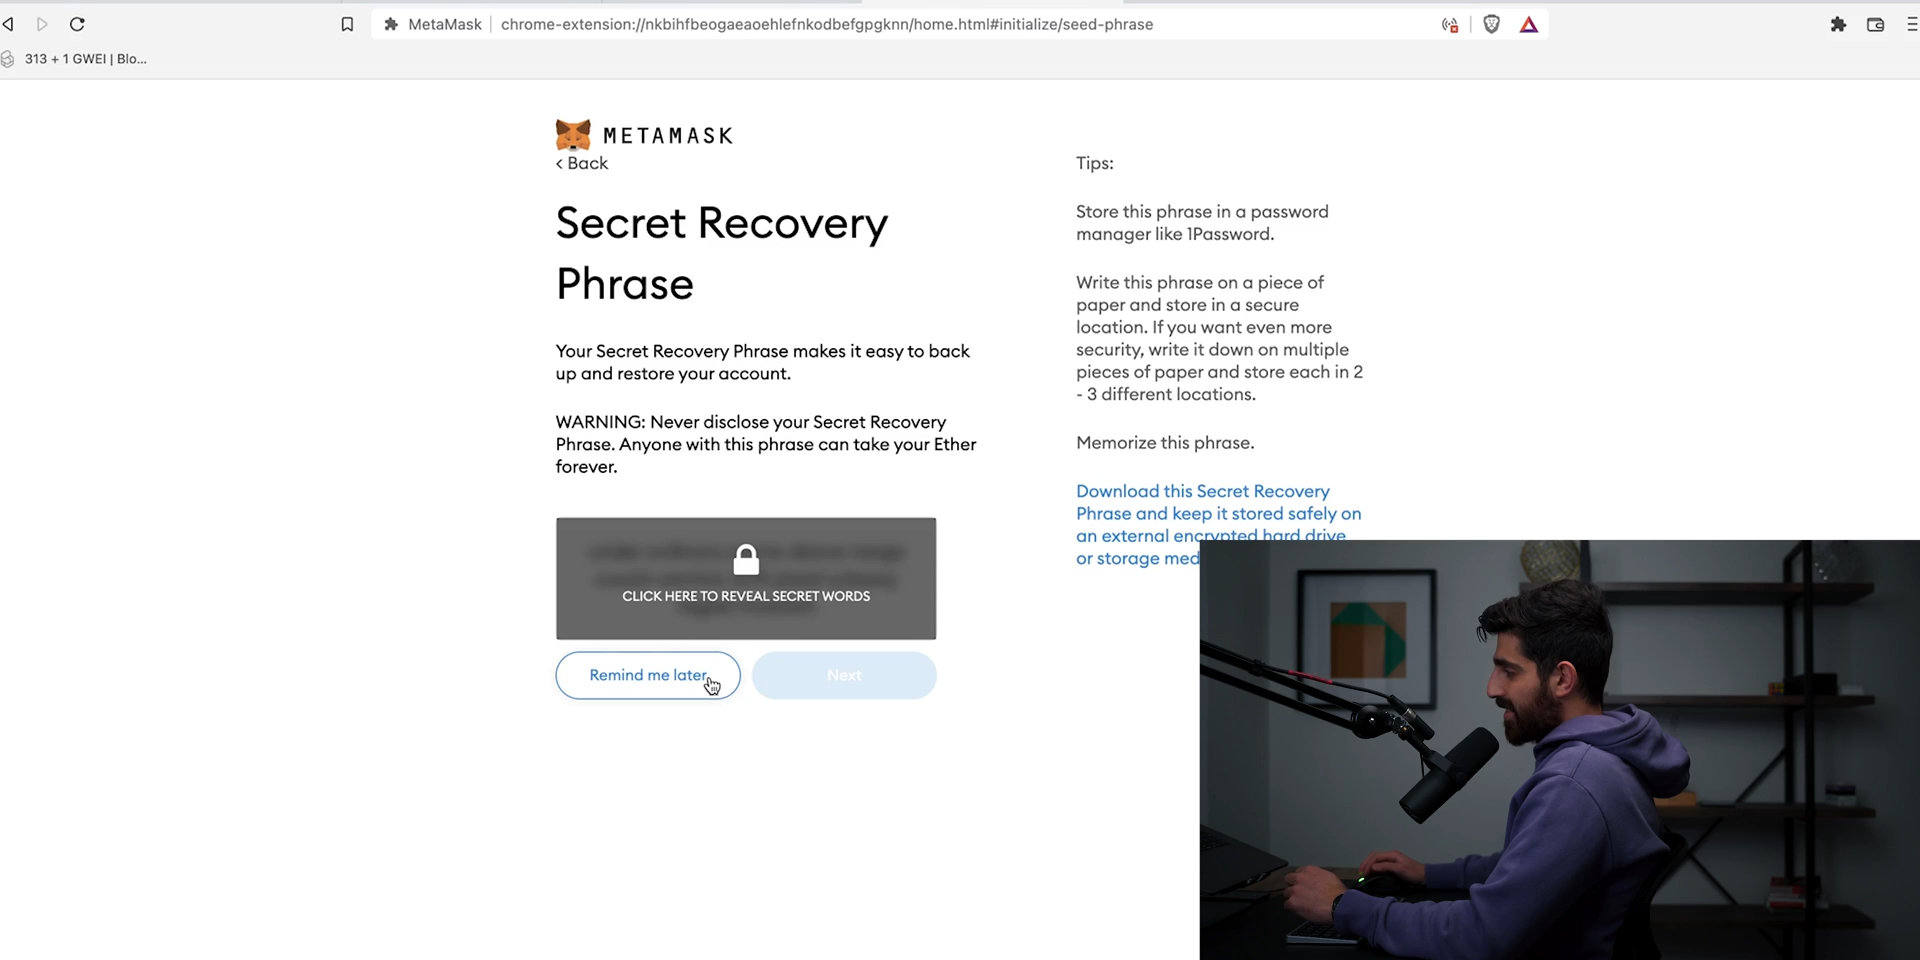 MetaMask
chrome-extension://nkbihfbeogaeaoehlefnkodbefgpgknn/home.html#initialize/seed-phrase
313 + 1 GWEI | Blo...
METAMASK
< Back
Secret Recovery
Phrase
Your Secret Recovery Phrase makes it easy to back
up and restore your account.
WARNING: Never disclose your Secret Recovery
Phrase. Anyone with this phrase can take your Ether
forever.
CLICK HERE TO REVEAL SECRET WORDS
Remind me later
Next
Tips:
Store this phrase in a password
manager like 1Password.
Write this phrase on a piece of
paper and store in a secure
location. If you want even more
security, write it down on multiple
pieces of paper and store each in 2
- 3 different locations.
Memorize this phrase.
Download this Secret Recovery
Phrase and keep it stored safely on
an external encrypted hard drive
or storage med